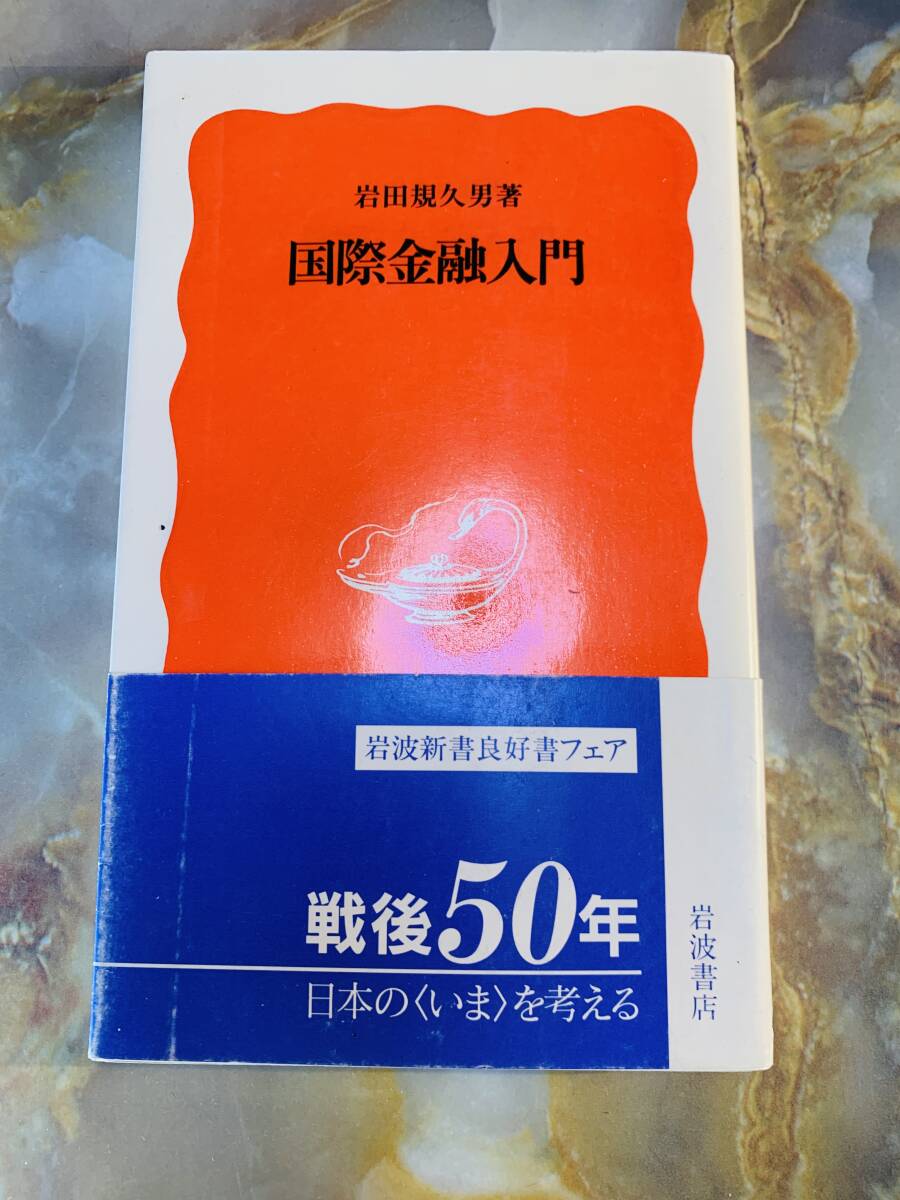 岩田規久男著
国際金融入門
岩波新書良好書フェア
戦後50年
日本の〈いま〉を考える
岩波書店